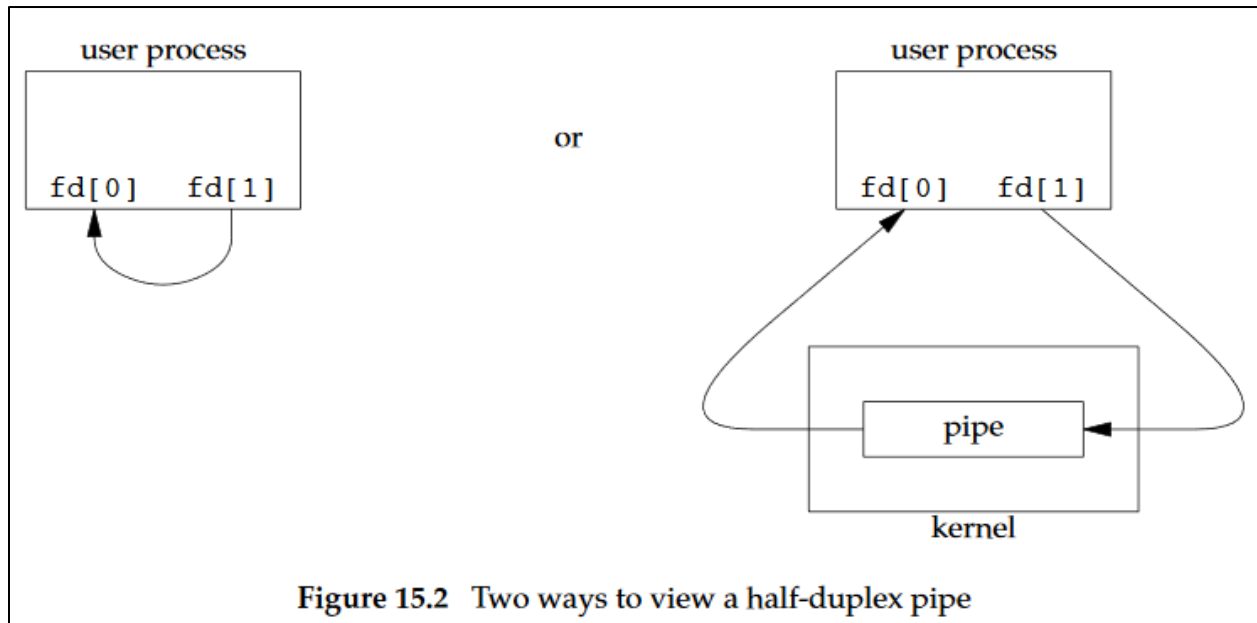 user process
user process
or
fd[0] fd[1]
fd[0] fd[1]
pipe
kernel
Figure 15.2 Two ways to view a half-duplex pipe